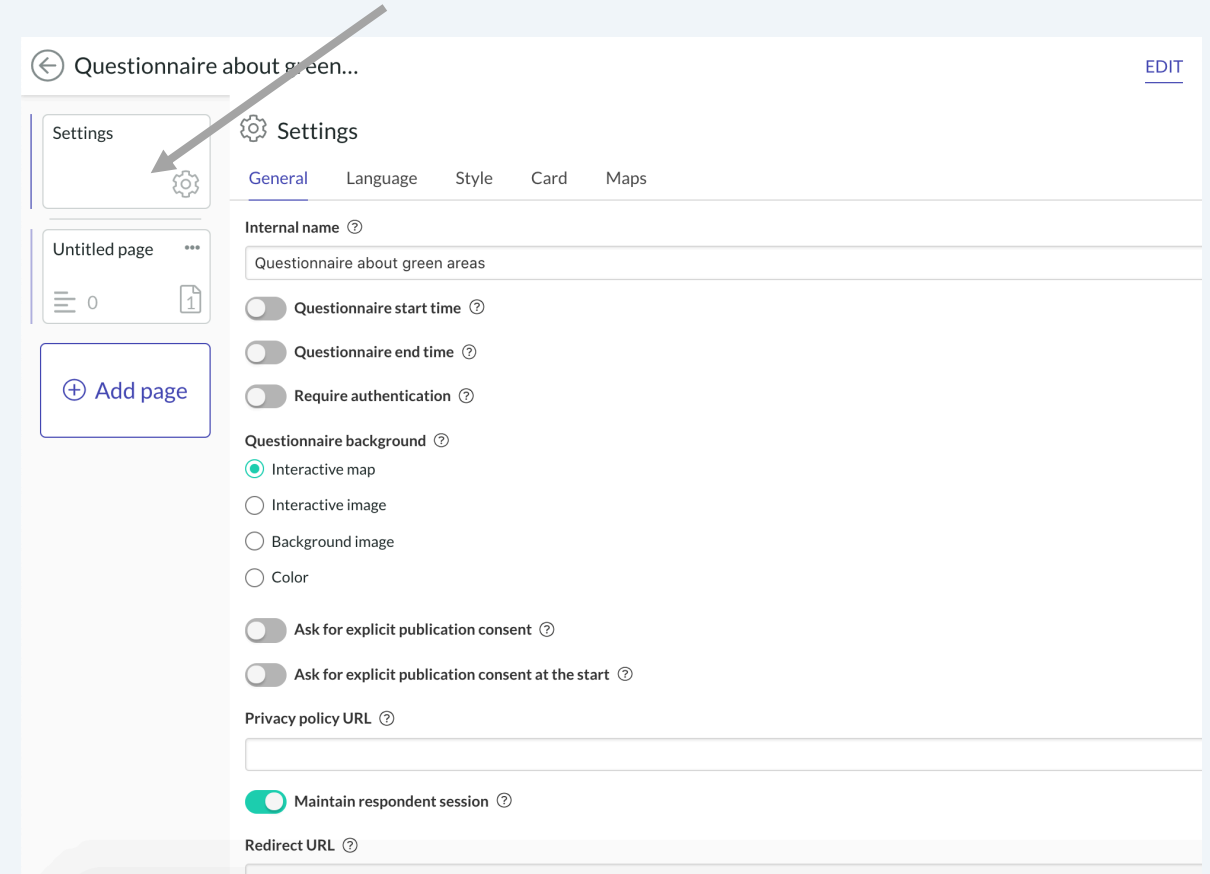 Questionnaire about green...
EDIT
Settings
Untitled page
0
1
Add page
Settings
General Language Style Card Maps
Internal name
Questionnaire about green areas
Questionnaire start time
Questionnaire end time
Require authentication
Questionnaire background
Interactive map
Interactive image
Background image
Color
Ask for explicit publication consent
Ask for explicit publication consent at the start
Privacy policy URL
Maintain respondent session
Redirect URL